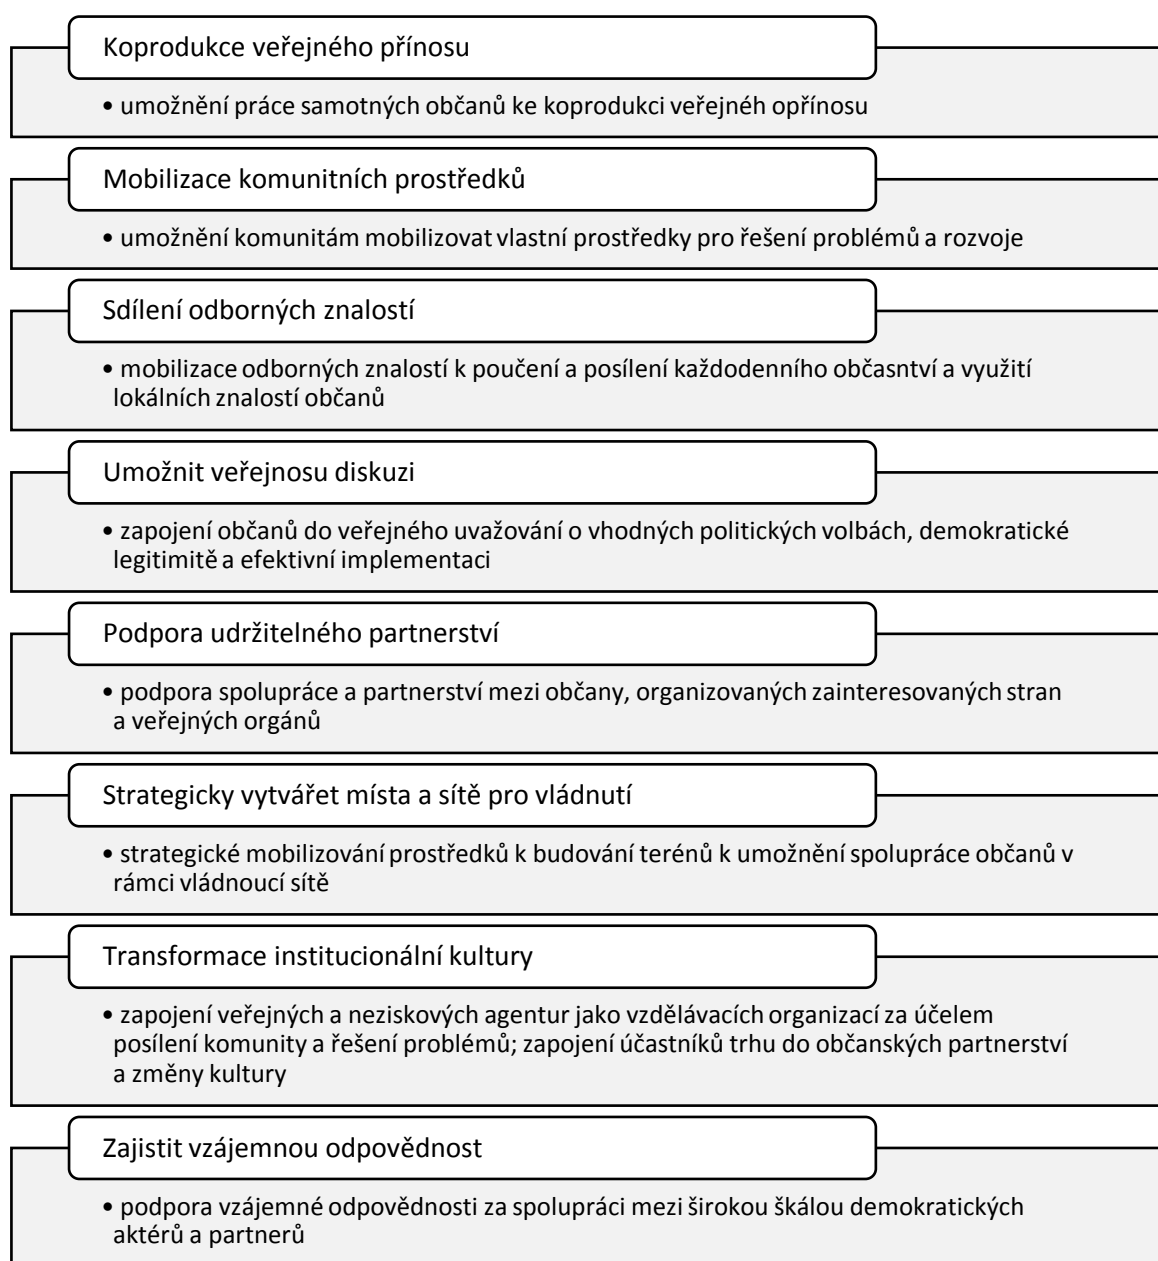 Koprodukce veřejného přínosu
• umožnění práce samotných občanů ke koprodukci veřejnéh opřínosu
Mobilizace komunitních prostředků
• umožnění komunitám mobilizovat vlastní prostředky pro řešení problémů a rozvoje
Sdílení odborných znalostí
• mobilizace odborných znalostí k poučení a posílení každodenního občasntví a využití
lokálních znalostí občanů
Umožnit veřejnosu diskuzi
• zapojení občanů do veřejného uvažování o vhodných politických volbách, demokratické
legitimitě a efektivní implementaci
Podpora udržitelného partnerství
• podpora spolupráce a partnerství mezi občany, organizovaných zainteresovaných stran
a veřejných orgánů
Strategicky vytvářet místa a sítě pro vládnutí
• strategické mobilizování prostředků k budování terénů k umožnění spolupráce občanů v
rámci vládnoucí sítě
Transformace institucionální kultury
• zapojení veřejných a neziskových agentur jako vzdělávacích organizací za účelem
posílení komunity a řešení problémů; zapojení účastníků trhu do občanských partnerství
a změny kultury
Zajistit vzájemnou odpovědnost
• podpora vzájemné odpovědnosti za spolupráci mezi širokou škálou demokratických
aktérů a partnerů